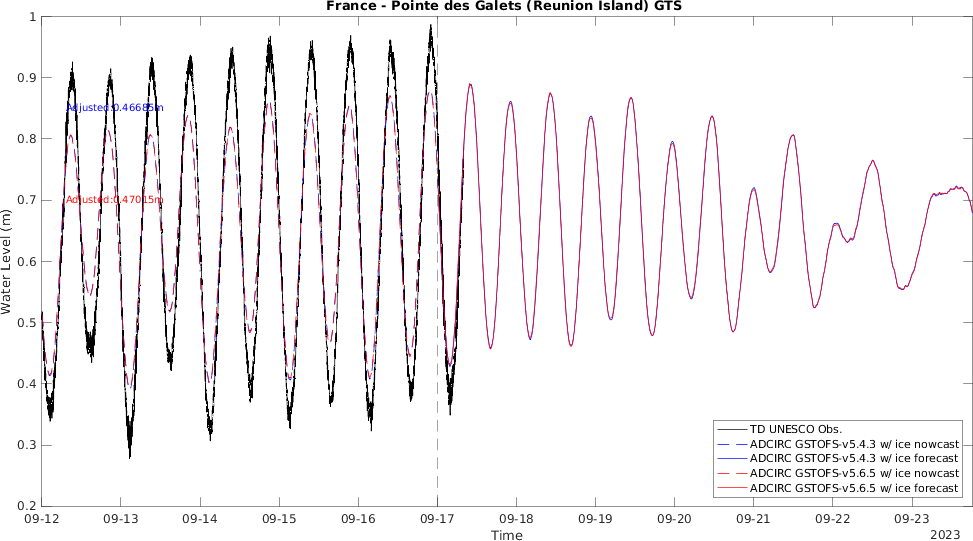 France - Pointe des Galets (Reunion Island) GTS
1
0.9
0.8
0.7
0.6
0.5
0.4
0.3
0.2
Water Level (m)
Adjusted:0.46685m
Adjusted:0.47015m
TD UNESCO Obs.
ADCIRC GSTOFS-v5.4.3 w/ ice nowcast
ADCIRC GSTOFS-v5.4.3 w/ ice forecast
ADCIRC GSTOFS-v5.6.5 w/ ice nowcast
ADCIRC GSTOFS-v5.6.5 w/ ice forecast
09-12 09-13 09-14 09-15 09-16 09-17 09-18 09-19 09-20 09-21 09-22 09-23
Time
2023